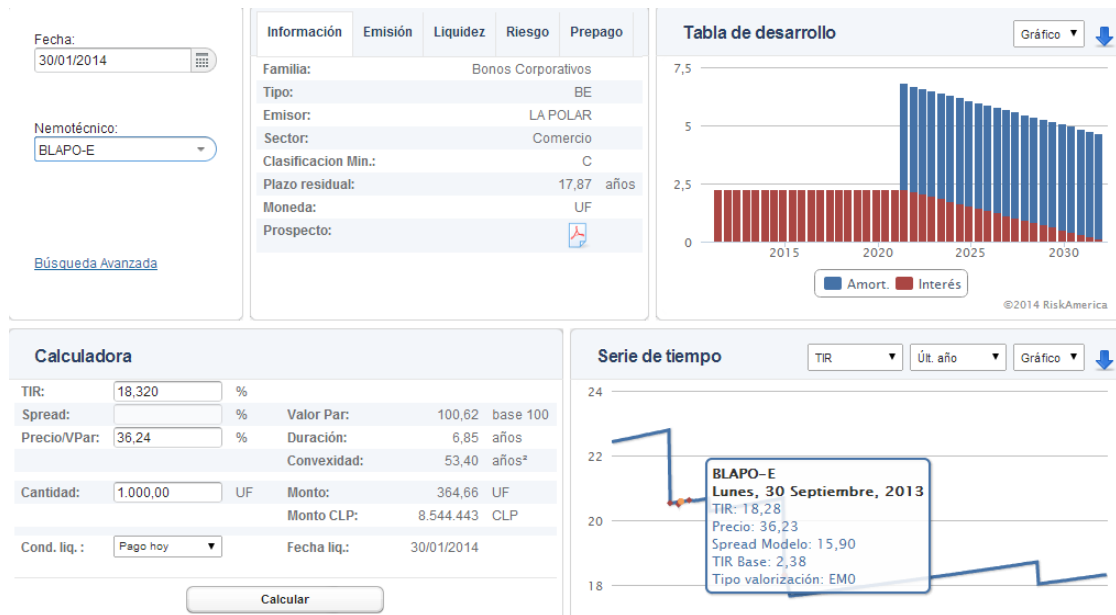 Fecha:
30/01/2014
Nemotécnico:
BLAPO-E
Búsqueda Avanzada
Información Emisión Liquidez Riesgo Prepago
Familia: Bonos Corporativos
Tipo: BE
Emisor: LA POLAR
Sector: Comercio
Clasificacion Min.: C
Plazo residual: 17,87 años
Moneda: UF
Prospecto:
Tabla de desarrollo Gráfico
7,5
5
2,5
0
2015 2020 2025 2030
Amort. Interés
©2014 RiskAmerica
Calculadora
TIR: 18,320 %
Spread: % Valor Par: 100,62 base 100
Precio/VPar: 36,24 % Duración: 6,85 años
Convexidad: 53,40 años²
Cantidad: 1.000,00 UF Monto: 364,66 UF
Monto CLP: 8.544.443 CLP
Cond. liq. : Pago hoy Fecha liq.: 30/01/2014
Calcular
Serie de tiempo TIR Últ. año Gráfico
24
22
20
18
BLAPO-E
Lunes, 30 Septiembre, 2013
TIR: 18,28
Precio: 36,23
Spread Modelo: 15,90
TIR Base: 2,38
Tipo valorización: EM0